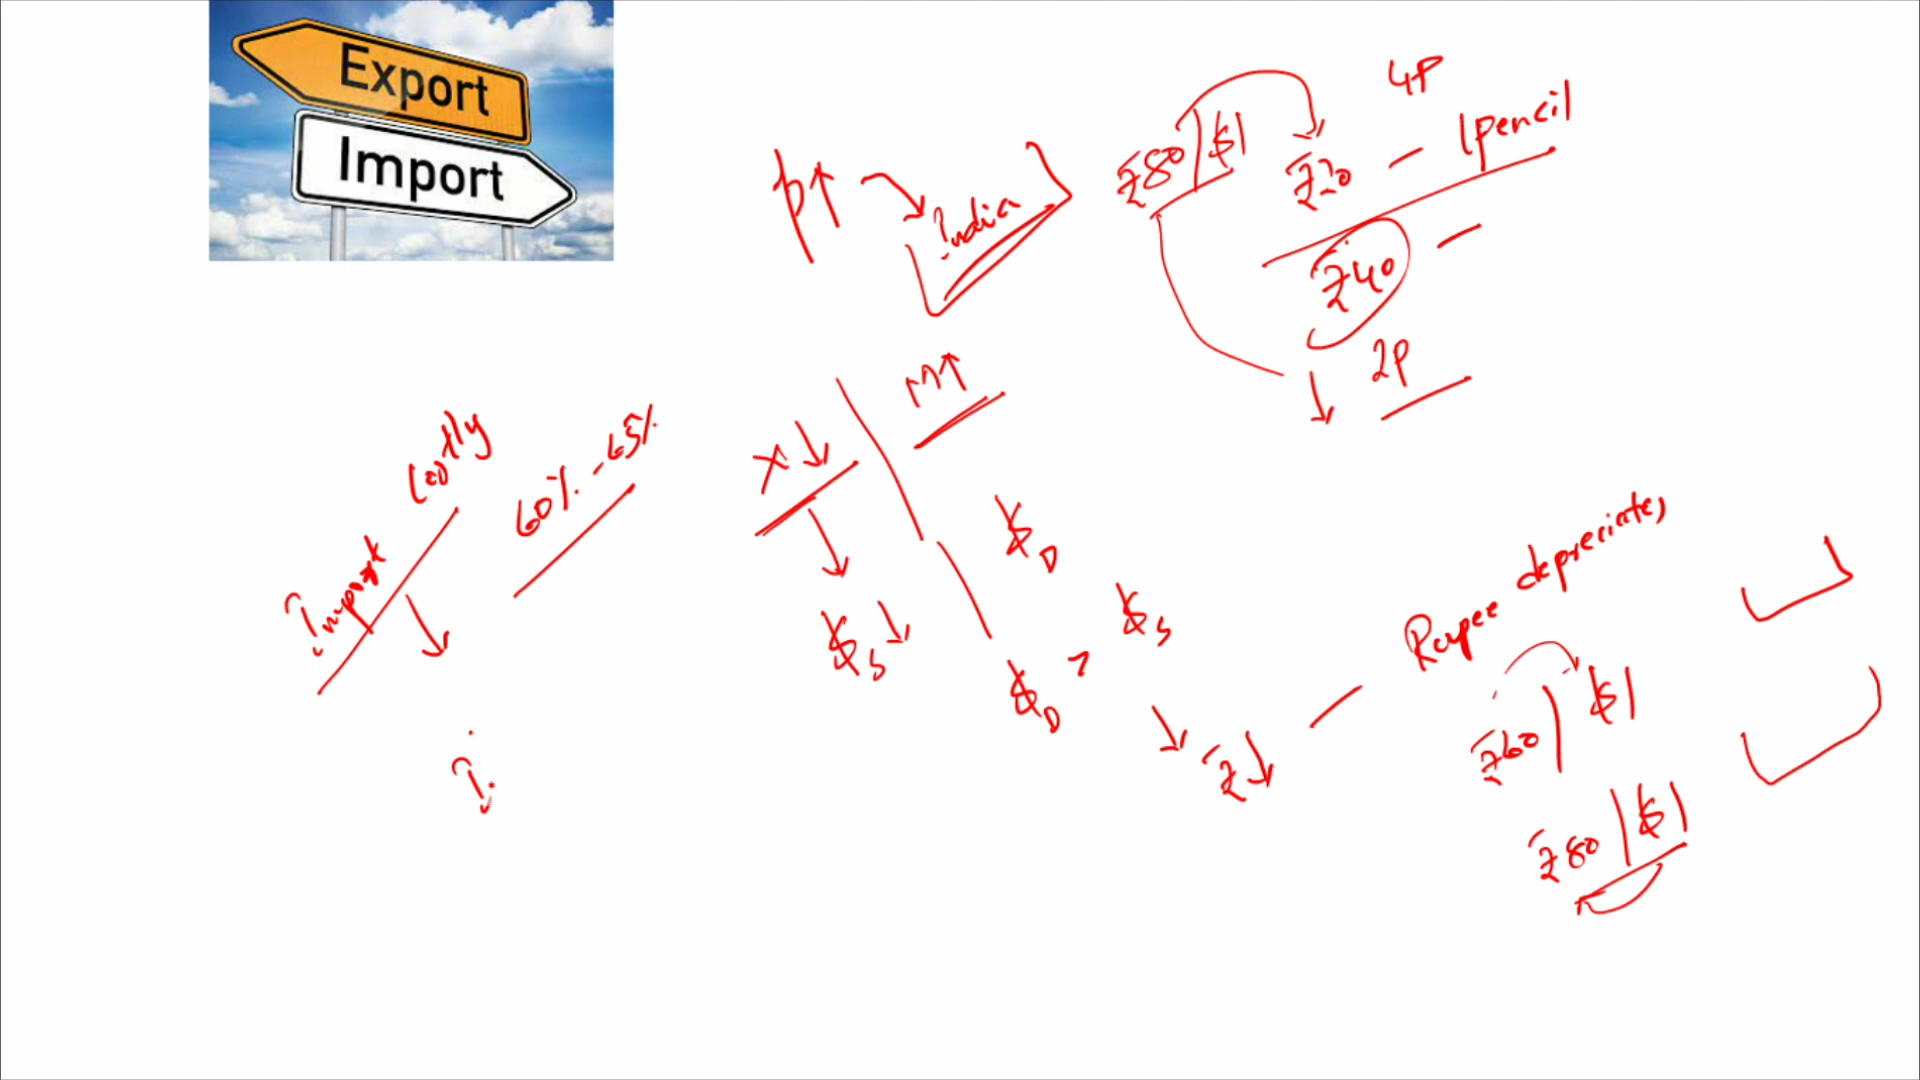 Export
Import
p↑
India
₹80|$1
₹20 - 1pencil
4P
₹40 -
2P
↓
X↓
M↑
$D
$S↓
$S
$D >
₹↓ - Rupee depreciates
₹60|$1
₹80|$1
Import costly
60% - 65%